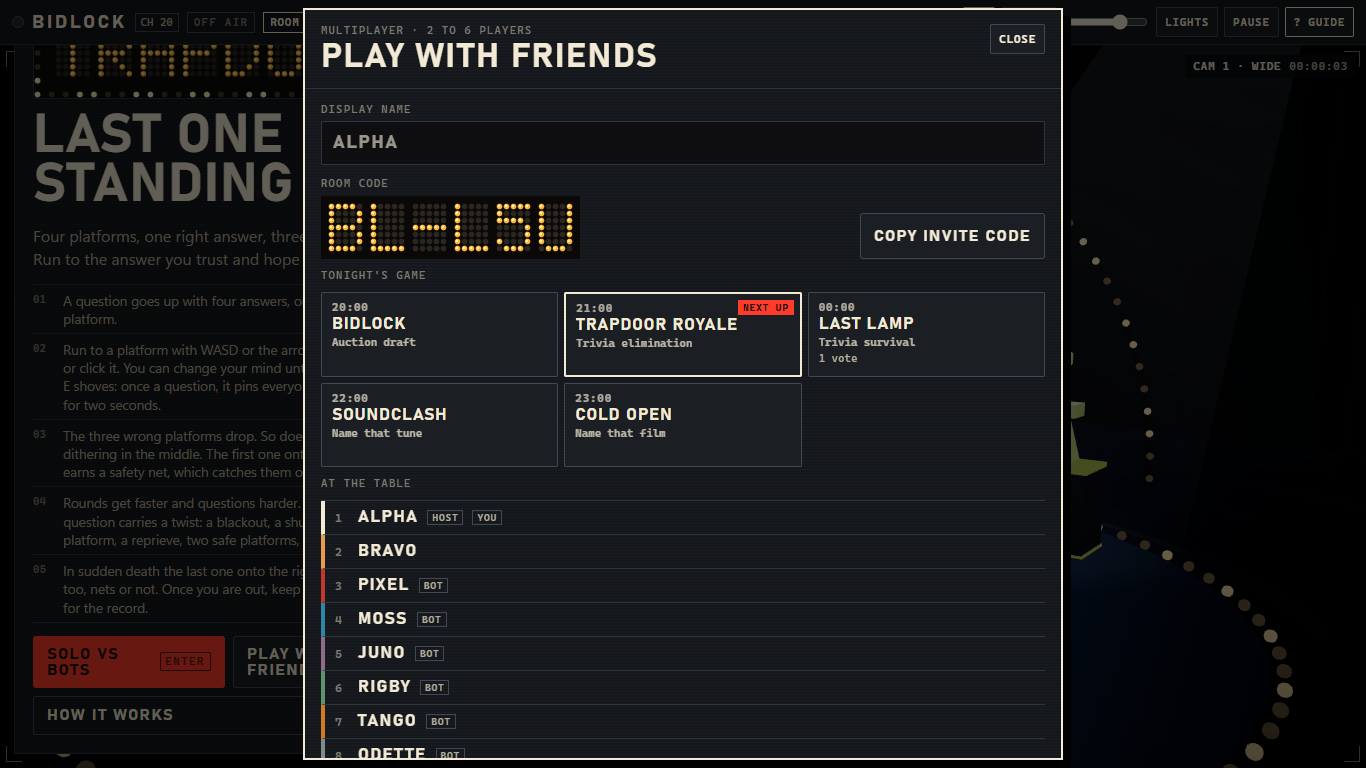 BIDLOCK CH 20 OFF AIR ROOM
LIGHTS PAUSE ? GUIDE
CAM 1 · WIDE 00:00:03
LAST ONE
STANDING
Four platforms, one right answer, three
Run to the answer you trust and hope
01 A question goes up with four answers,
platform.
02 Run to a platform with WASD or the
or click it. You can change your mind
E shoves: once a question, it pins
for two seconds.
03 The three wrong platforms drop. So
dithering in the middle. The first one
earns a safety net, which catches them
04 Rounds get faster and questions harder.
question carries a twist: a blackout, a
platform, a reprieve, two safe platforms,
05 In sudden death the last one onto the
too, nets or not. Once you are out, keep
for the record.
SOLO VS
BOTS
ENTER
PLAY
HOW IT WORKS
MULTIPLAYER · 2 TO 6 PLAYERS
PLAY WITH FRIENDS
CLOSE
DISPLAY NAME
ALPHA
ROOM CODE
BL-L5U
COPY INVITE CODE
TONIGHT'S GAME
20:00
BIDLOCK
Auction draft
21:00
NEXT UP
TRAPDOOR ROYALE
Trivia elimination
00:00
LAST LAMP
Trivia survival
1 vote
22:00
SOUNDCLASH
Name that tune
23:00
COLD OPEN
Name that film
AT THE TABLE
1 ALPHA HOST YOU
2 BRAVO
3 PIXEL BOT
4 MOSS BOT
5 JUNO BOT
6 RIGBY BOT
7 TANGO BOT
8 ODETTE BOT